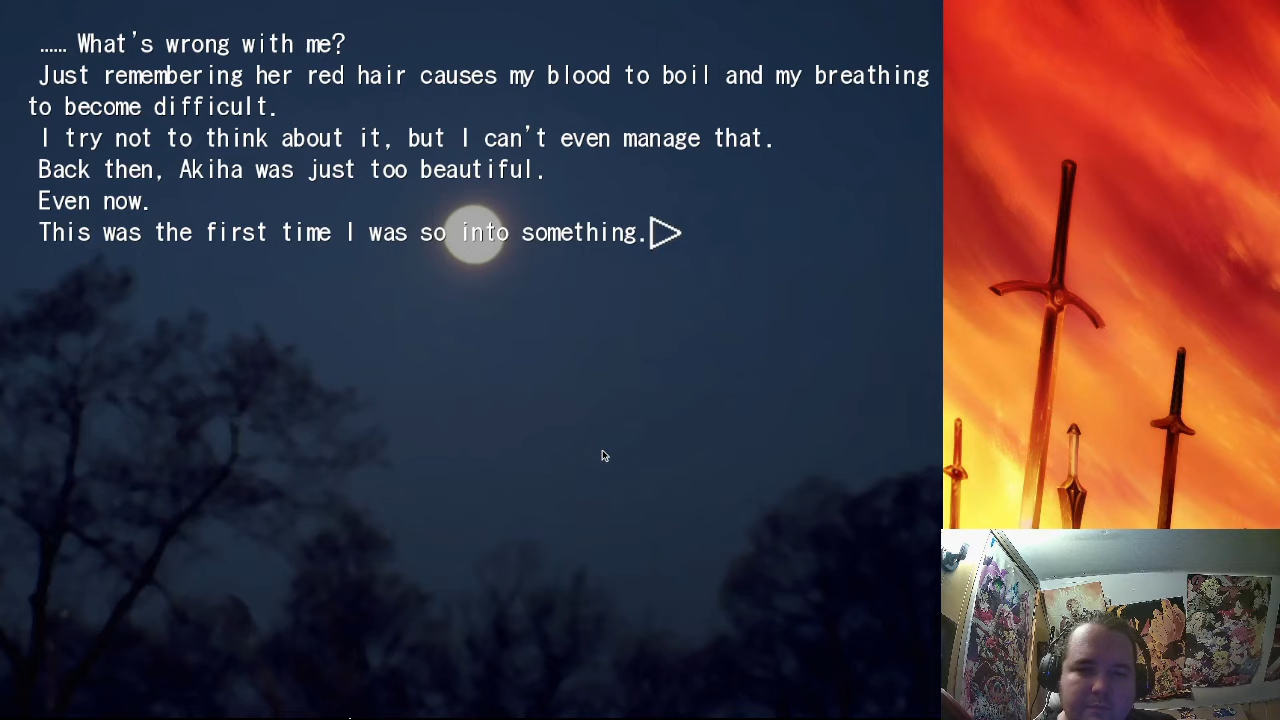 …… What's wrong with me?
Just remembering her red hair causes my blood to boil and my breathing
to become difficult.
I try not to think about it, but I can't even manage that.
Back then, Akiha was just too beautiful.
Even now.
This was the first time I was so into something.